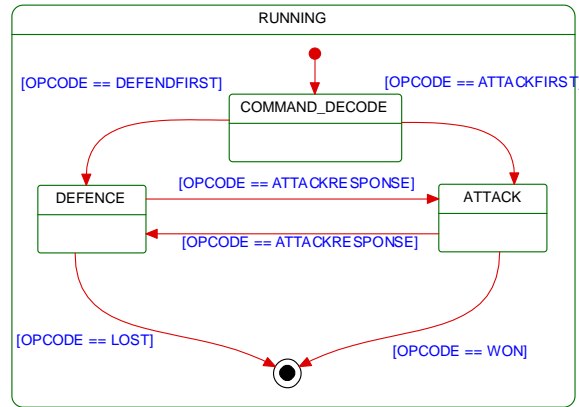 RUNNING
[OPCODE == DEFENDFIRST]
[OPCODE == ATTACKFIRST]
COMMAND_DECODE
DEFENCE
[OPCODE == ATTACKRESPONSE]
ATTACK
[OPCODE == ATTACKRESPONSE]
[OPCODE == LOST]
[OPCODE == WON]